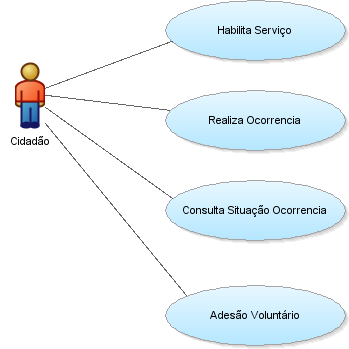 Habilita Serviço
Realiza Ocorrencia
Cidadão
Consulta Situação Ocorrencia
Adesão Voluntário